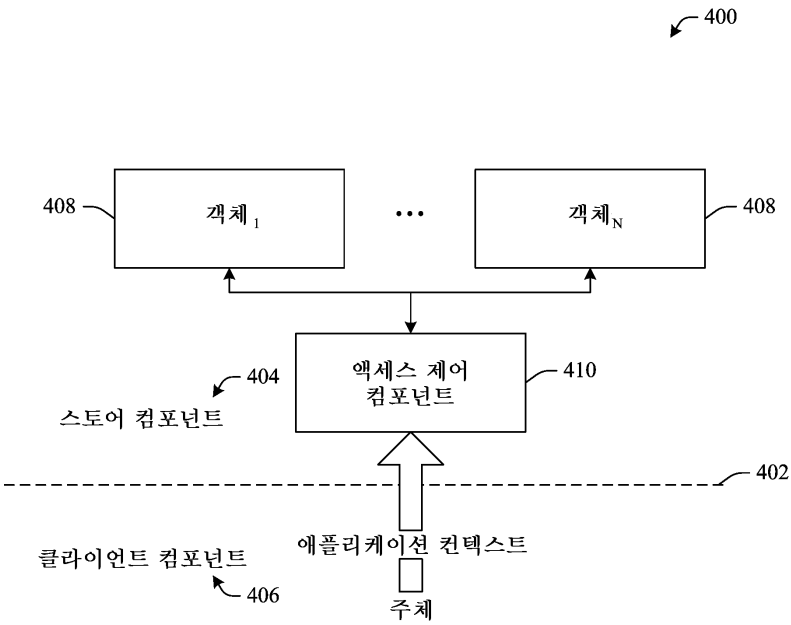 400
408
객체1
...
객체N
408
액세스 제어
컴포넌트
410
404
스토어 컴포넌트
402
애플리케이션 컨텍스트
클라이언트 컴포넌트
406
주체